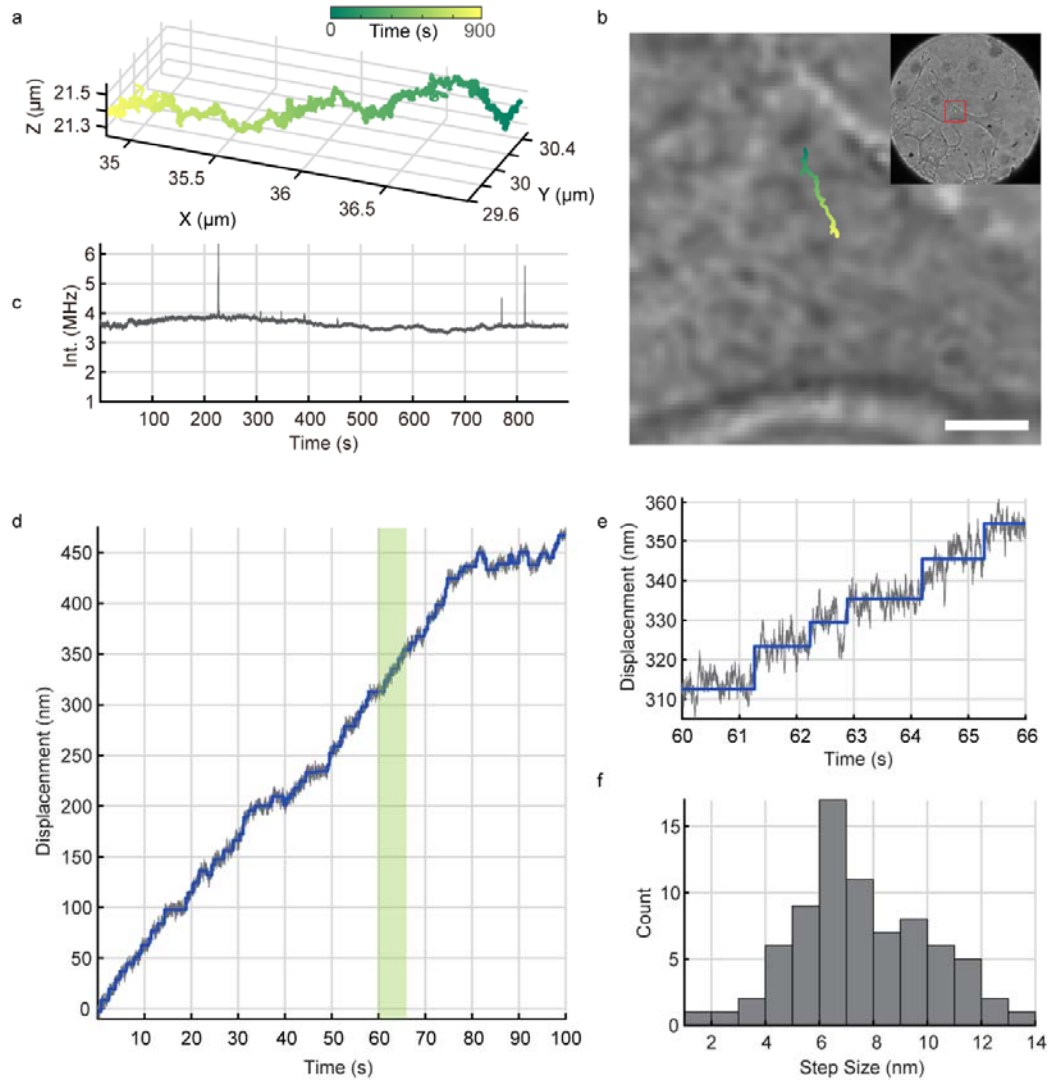 a
0 Time (s) 900
Z (µm)
21.5
21.3
35
35.5
36
36.5
X (µm)
30.4
30
29.6
Y (µm)
b
c
Int. (MHz)
6
5
4
3
2
1
100 200 300 400 500 600 700 800
Time (s)
d
Displacenment (nm)
450
400
350
300
250
200
150
100
50
0
10 20 30 40 50 60 70 80 90 100
Time (s)
e
Displacenment (nm)
360
350
340
330
320
310
60 61 62 63 64 65 66
Time (s)
f
Count
15
10
5
0
2 4 6 8 10 12 14
Step Size (nm)